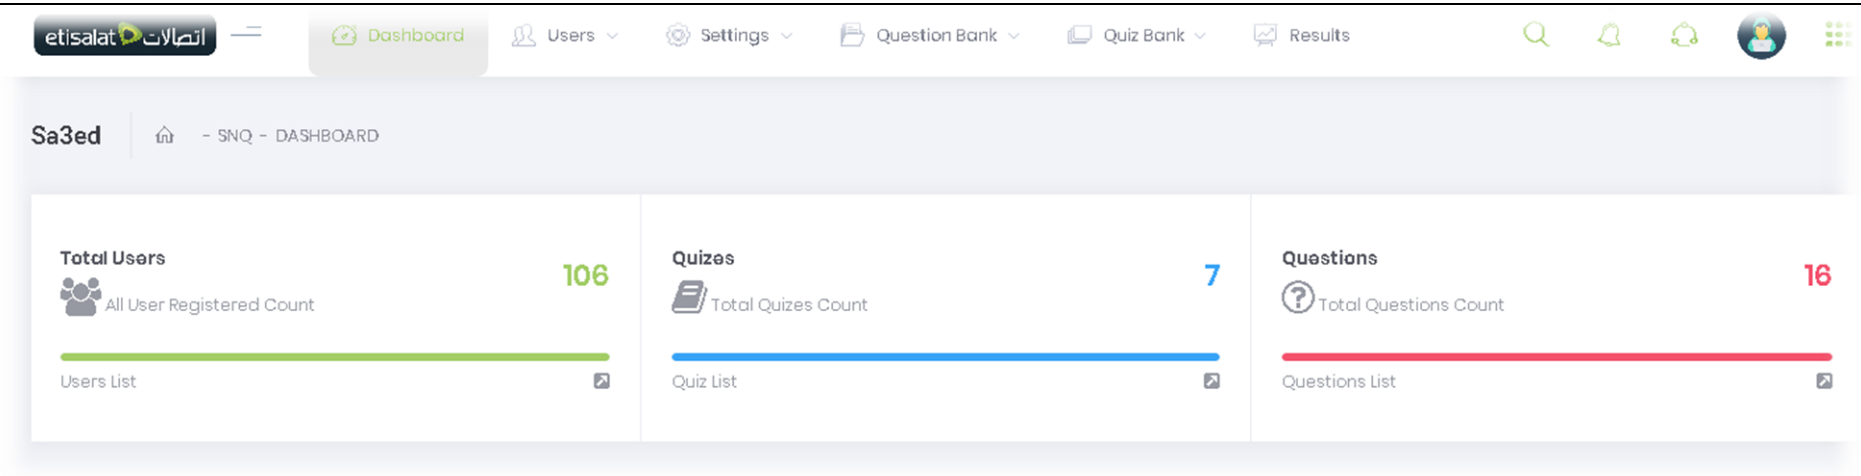 etisalat اتصالات
Dashboard
Users
Settings
Question Bank
Quiz Bank
Results
Sa3ed
- SNQ - DASHBOARD
Total Users
106
All User Registered Count
Users List
Quizes
7
Total Quizes Count
Quiz List
Questions
16
Total Questions Count
Questions List